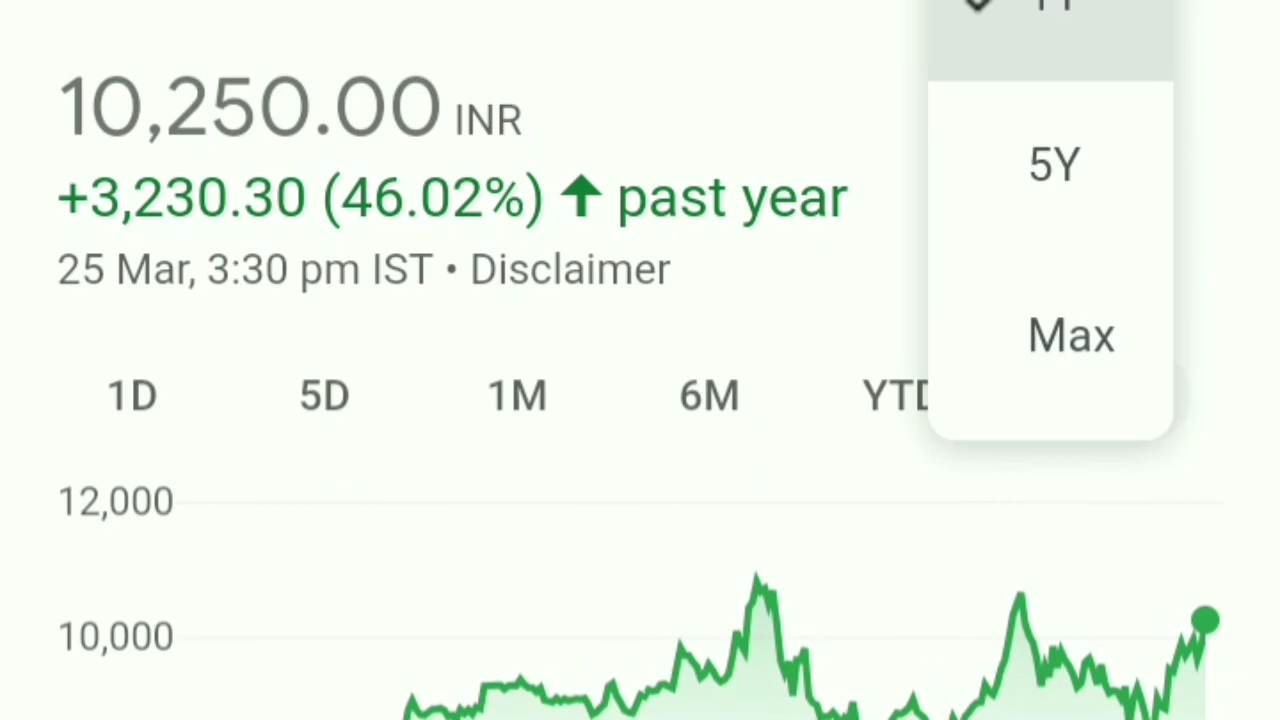 10,250.00 INR
+3,230.30 (46.02%) ↑ past year
25 Mar, 3:30 pm IST • Disclaimer
5Y
Max
1D 5D 1M 6M
12,000
10,000